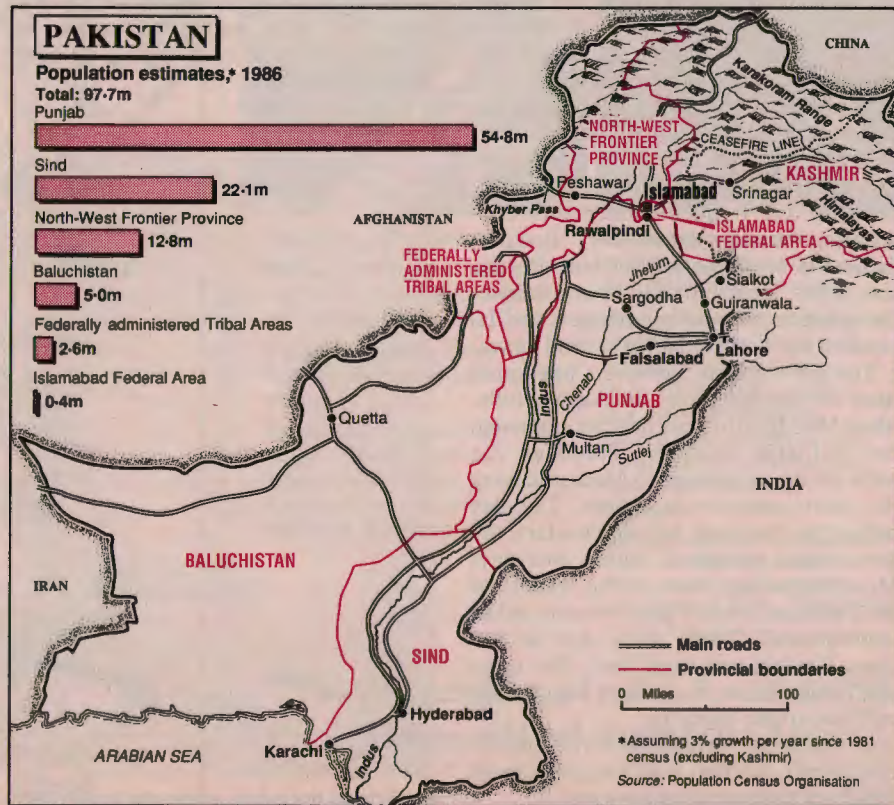 PAKISTAN
Population estimates,* 1986
Total: 97·7m
Punjab
54·8m
Sind
22·1m
North-West Frontier Province
12·8m
Baluchistan
5·0m
Federally administered Tribal Areas
2·6m
Islamabad Federal Area
0·4m
CHINA
Karakoram Range
NORTH-WEST
FRONTIER
PROVINCE
CEASEFIRE LINE
KASHMIR
Peshawar
Islamabad
Srinagar
Khyber Pass
AFGHANISTAN
Rawalpindi
Himalayas
ISLAMABAD
FEDERAL AREA
FEDERALLY
ADMINISTERED
TRIBAL AREAS
Jhelum
Sialkot
Sargodha
Gujranwala
Faisalabad
Lahore
Indus
Chenab
PUNJAB
Quetta
Multan
Sutlej
INDIA
BALUCHISTAN
IRAN
SIND
Main roads
Provincial boundaries
0 Miles 100
Hyderabad
Karachi
Indus
ARABIAN SEA
*Assuming 3% growth per year since 1981
census (excluding Kashmir)
Source: Population Census Organisation